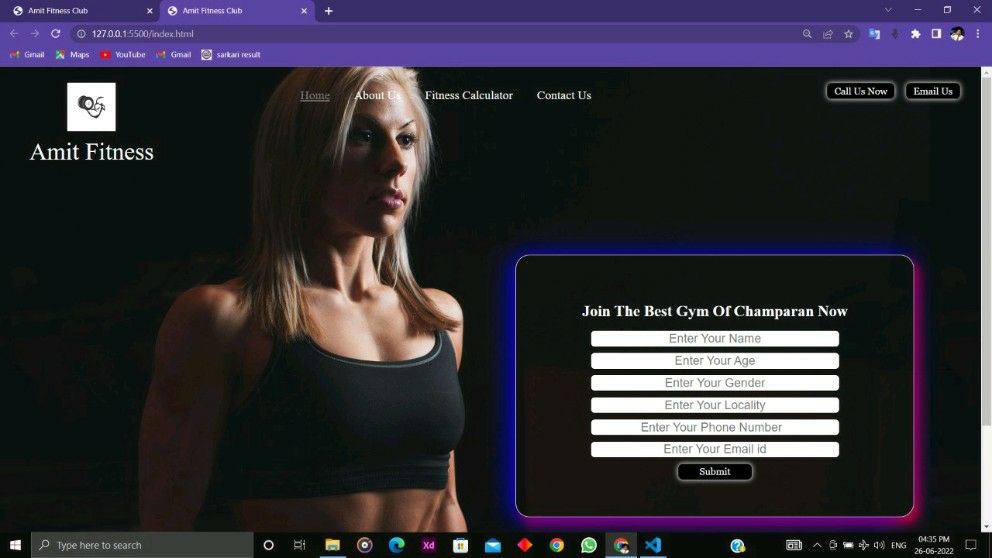 Amit Fitness Club
Amit Fitness Club
127.0.0.1:5500/index.html
Gmail Maps YouTube Gmail sarkari result
Home About Us Fitness Calculator Contact Us
Call Us Now Email Us
Amit Fitness
Join The Best Gym Of Champaran Now
Enter Your Name
Enter Your Age
Enter Your Gender
Enter Your Locality
Enter Your Phone Number
Enter Your Email id
Submit
Type here to search
Xd
ENG
04:35 PM
26-06-2022